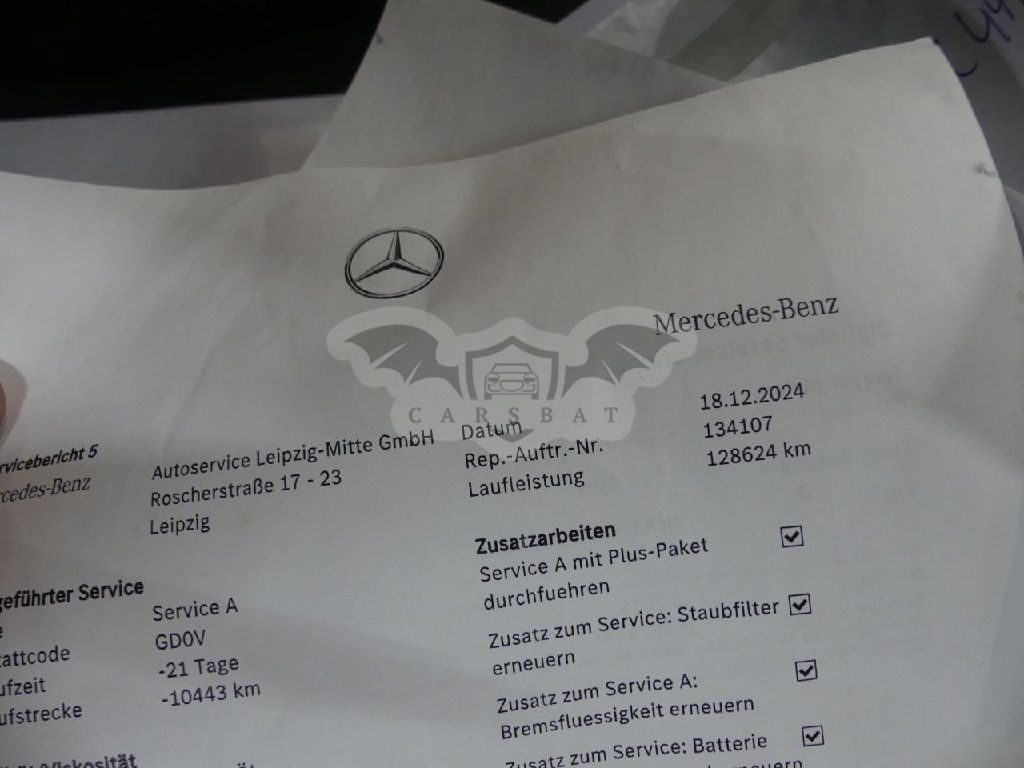 Mercedes-Benz
CARSBAT
rvicebericht 5
rcedes-Benz
Autoservice Leipzig-Mitte GmbH
Roscherstraße 17 - 23
Leipzig
Datum 18.12.2024
Rep.-Auftr.-Nr. 134107
Laufleistung 128624 km
geführter Service
Service A
tattcode GD0V
ufzeit -21 Tage
ufstrecke -10443 km
Zusatzarbeiten
Service A mit Plus-Paket
durchfuehren
Zusatz zum Service: Staubfilter
erneuern
Zusatz zum Service A:
Bremsfluessigkeit erneuern
Zusatz zum Service: Batterie